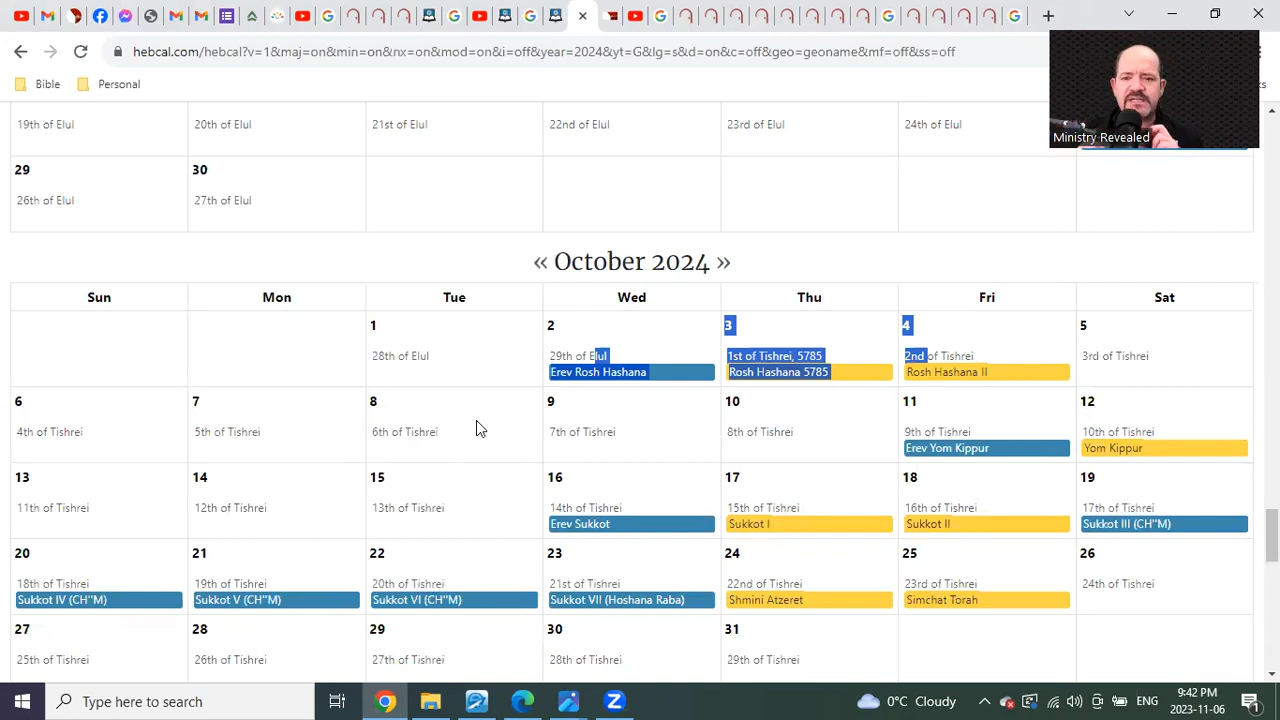 hebcal.com/hebcal?v=1&maj=on&min=on&nx=on&mod=on&i=off&year=2024&yt=G&lg=s&d=on&c=off&geo=geoname&mf=off&ss=off
Bible
Personal
Ministry Revealed
19th of Elul
20th of Elul
21st of Elul
22nd of Elul
23rd of Elul
24th of Elul
29
30
26th of Elul
27th of Elul
« October 2024 »
Sun
Mon
Tue
Wed
Thu
Fri
Sat
1
2
3
4
5
28th of Elul
29th of Elul
1st of Tishrei, 5785
2nd of Tishrei
3rd of Tishrei
Erev Rosh Hashana
Rosh Hashana 5785
Rosh Hashana II
6
7
8
9
10
11
12
4th of Tishrei
5th of Tishrei
6th of Tishrei
7th of Tishrei
8th of Tishrei
9th of Tishrei
10th of Tishrei
Erev Yom Kippur
Yom Kippur
13
14
15
16
17
18
19
11th of Tishrei
12th of Tishrei
13th of Tishrei
14th of Tishrei
15th of Tishrei
16th of Tishrei
17th of Tishrei
Erev Sukkot
Sukkot I
Sukkot II
Sukkot III (CH"M)
20
21
22
23
24
25
26
18th of Tishrei
19th of Tishrei
20th of Tishrei
21st of Tishrei
22nd of Tishrei
23rd of Tishrei
24th of Tishrei
Sukkot IV (CH"M)
Sukkot V (CH"M)
Sukkot VI (CH"M)
Sukkot VII (Hoshana Raba)
Shmini Atzeret
Simchat Torah
27
28
29
30
31
25th of Tishrei
26th of Tishrei
27th of Tishrei
28th of Tishrei
29th of Tishrei
Type here to search
0°C Cloudy
ENG
9:42 PM
2023-11-06